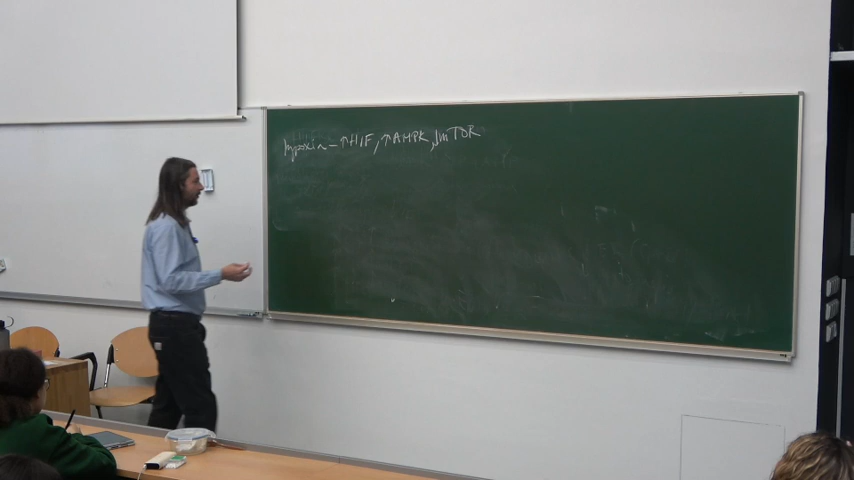 hypoxia – ↑HIF, ↑AMPK, ↓mTOR